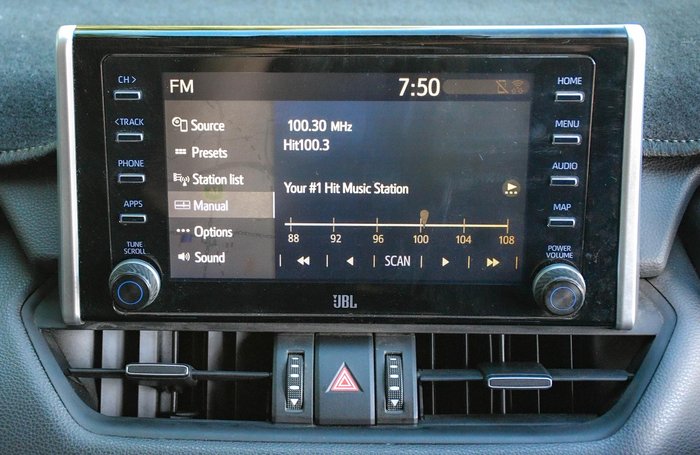 FM 7:50
CH >
<TRACK
PHONE
APPS
TUNE
SCROLL
Source
Presets
Station list
Manual
Options
Sound
100.30 MHz
Hit100.3
Your #1 Hit Music Station
88 92 96 100 104 108
SCAN
HOME
MENU
AUDIO
MAP
POWER
VOLUME
JBL